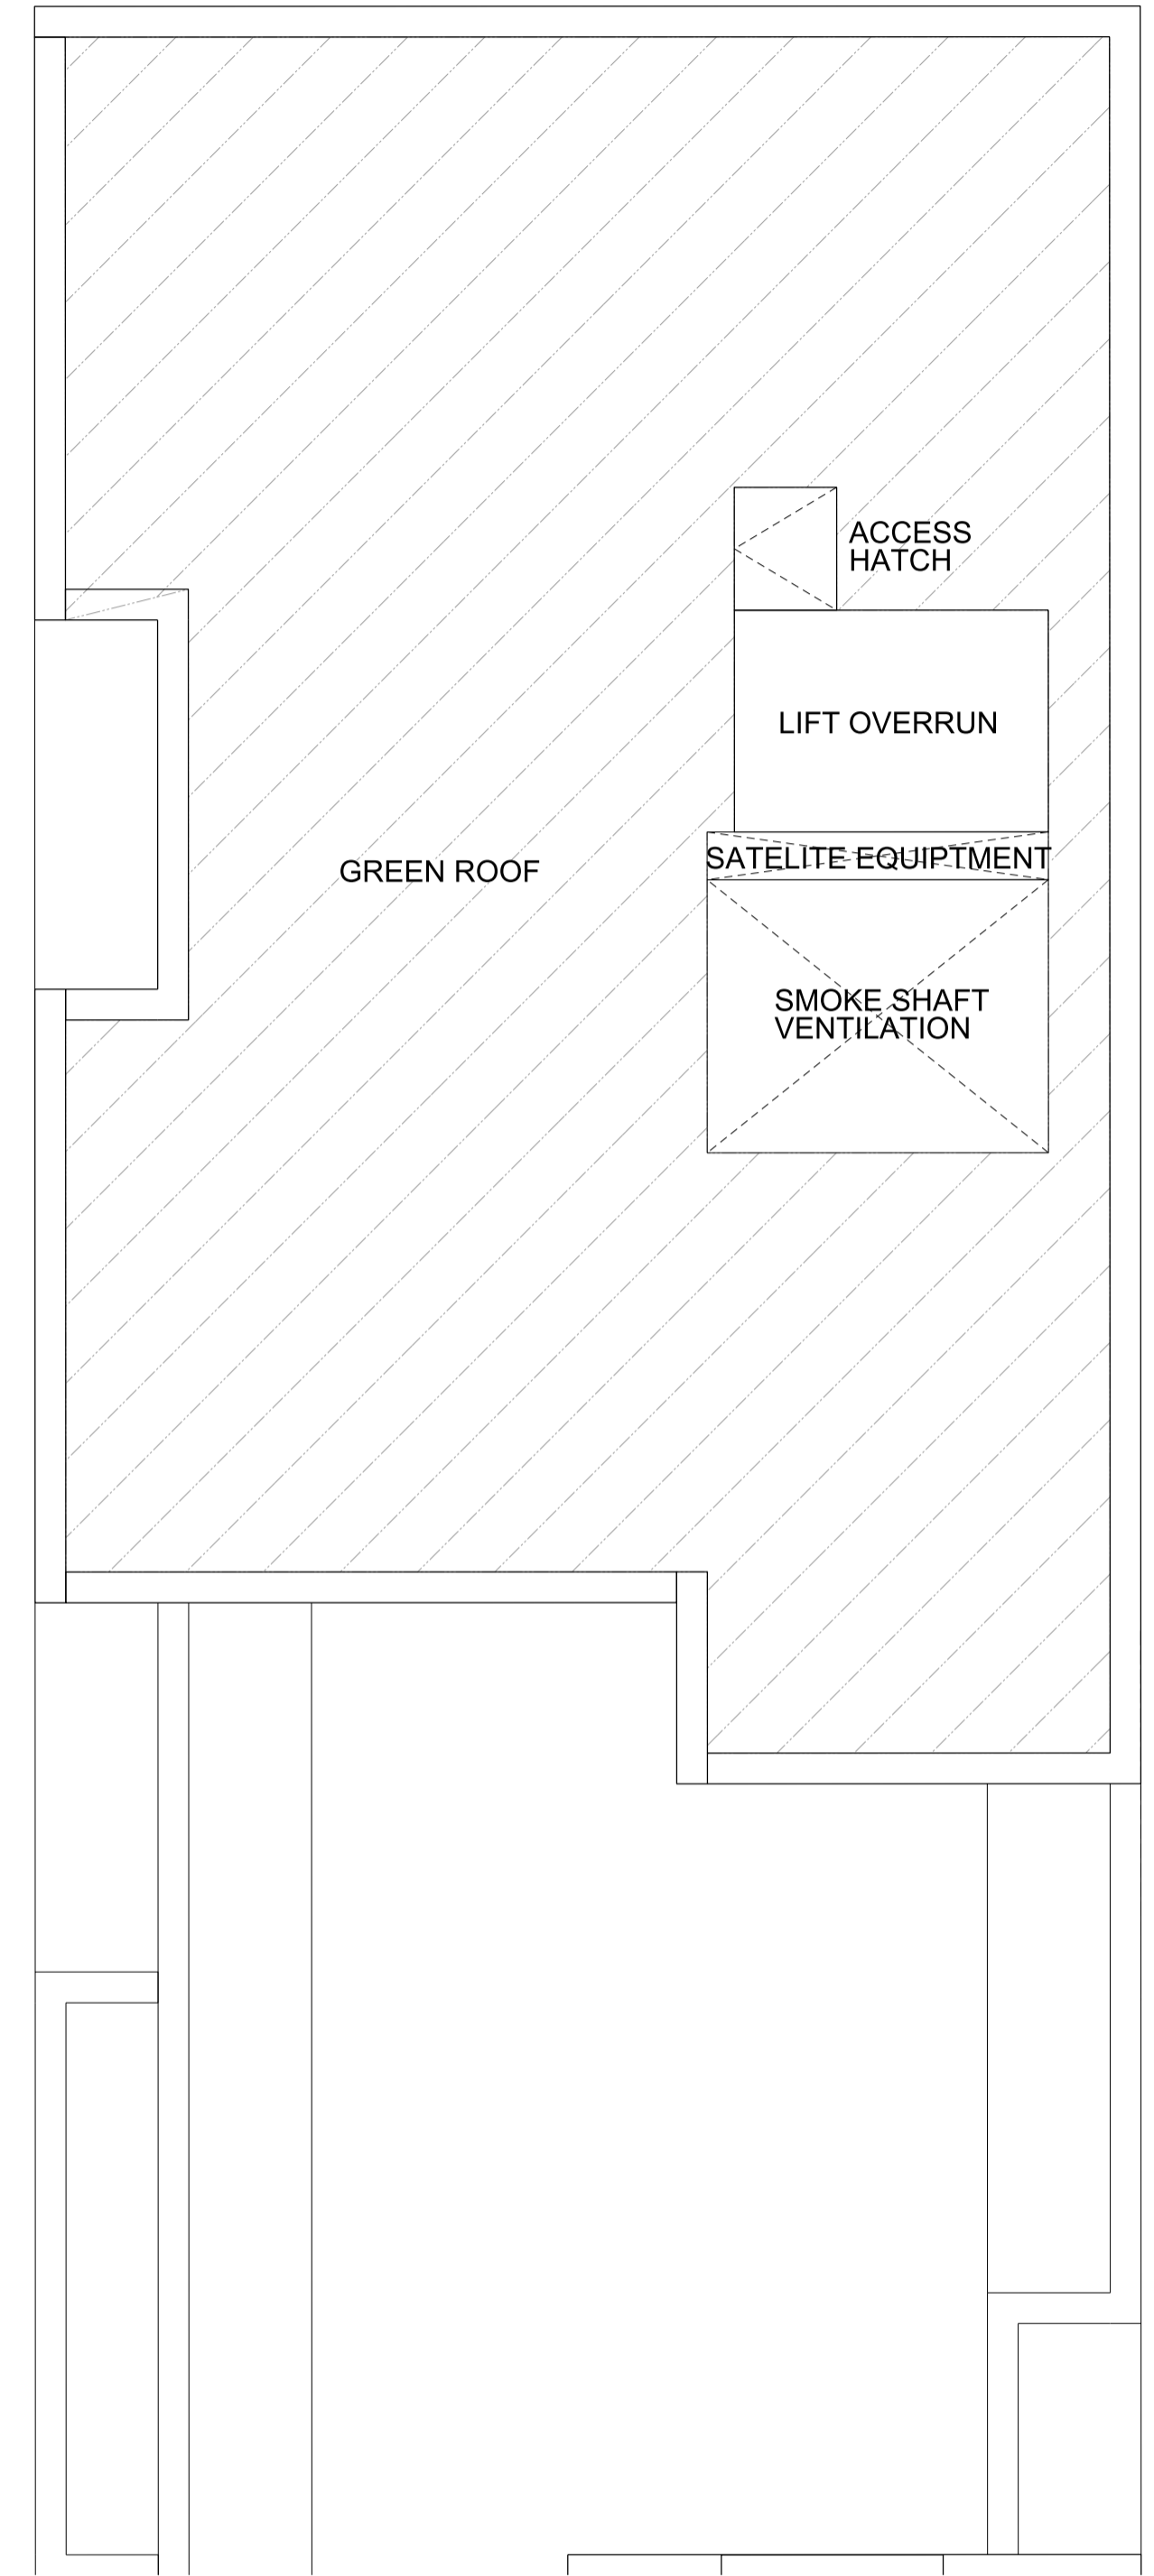 ACCESS
HATCH
LIFT OVERRUN
SATELITE EQUIPTMENT
GREEN ROOF
SMOKE SHAFT
VENTILATION